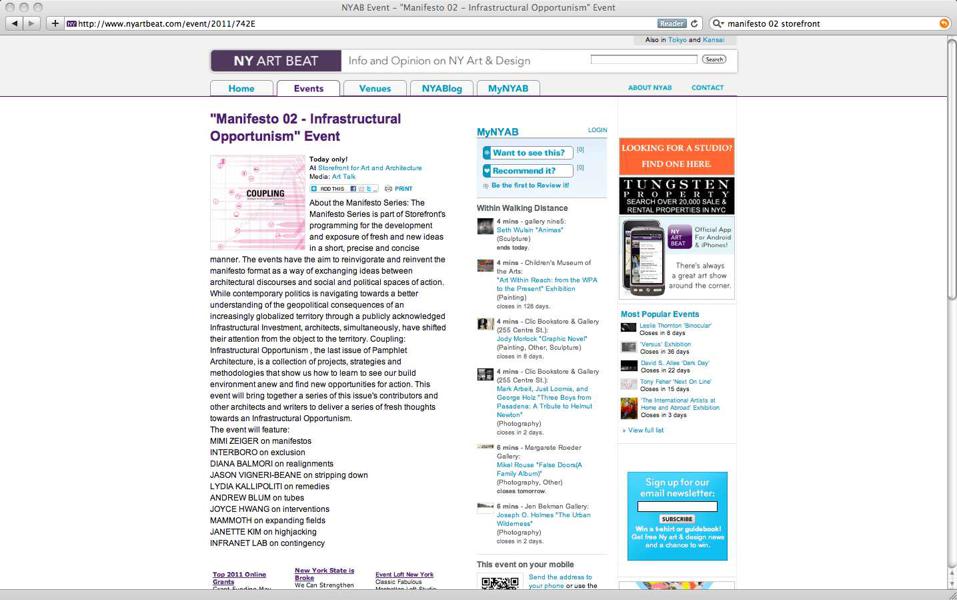 NYAB Event - "Manifesto 02 - Infrastructural Opportunism" Event
http://www.nyartbeat.com/event/2011/742E
Reader
manifesto 02 storefront
Also in Tokyo and Kansai
NY ART BEAT
Info and Opinion on NY Art & Design
Search
Home
Events
Venues
NYABlog
MyNYAB
ABOUT NYAB
CONTACT
"Manifesto 02 - Infrastructural
Opportunism" Event
COUPLING
Today only!
At Storefront for Art and Architecture
Media: Art Talk
ADD THIS
PRINT
About the Manifesto Series: The
Manifesto Series is part of Storefront's
programming for the development
and exposure of fresh and new ideas
in a short, precise and concise
manner. The events have the aim to reinvigorate and reinvent the
manifesto format as a way of exchanging ideas between
architectural discourses and social and political spaces of action.
While contemporary politics is navigating towards a better
understanding of the geopolitical consequences of an
increasingly globalized territory through a publicly acknowledged
Infrastructural Investment, architects, simultaneously, have shifted
their attention from the object to the territory. Coupling:
Infrastructural Opportunism , the last issue of Pamphlet
Architecture, is a collection of projects, strategies and
methodologies that show us how to learn to see our build
environment anew and find new opportunities for action. This
event will bring together a series of this issue's contributors and
other architects and writers to deliver a series of fresh thoughts
towards an Infrastructural Opportunism.
The event will feature:
MIMI ZEIGER on manifestos
INTERBORO on exclusion
DIANA BALMORI on realignments
JASON VIGNERI-BEANE on stripping down
LYDIA KALLIPOLITI on remedies
ANDREW BLUM on tubes
JOYCE HWANG on interventions
MAMMOTH on expanding fields
JANETTE KIM on highjacking
INFRANET LAB on contingency
Top 2011 Online
Grants
Grant Funding May
New York State is
Broke
We Can Strengthen
Event Loft New York
Classic Fabulous
Manhattan Loft Studio
MyNYAB
LOGIN
Want to see this?
[0]
Recommend it?
[0]
Be the first to Review it!
Within Walking Distance
4 mins - gallery nine5:
Seth Wulsin "Animas"
(Sculpture)
ends today.
4 mins - Children's Museum of
the Arts:
"Art Within Reach: from the WPA
to the Present" Exhibition
(Painting)
closes in 128 days.
4 mins - Clic Bookstore & Gallery
(255 Centre St.):
Jody Morlock "Graphic Novel"
(Painting, Other, Sculpture)
closes in 8 days.
4 mins - Clic Bookstore & Gallery
(255 Centre St.):
Mark Arbeit, Just Loomis, and
George Holz "Three Boys from
Pasadena: A Tribute to Helmut
Newton"
(Photography)
closes in 2 days.
6 mins - Margarete Roeder
Gallery:
Mikel Rouse "False Doors(A
Family Album)"
(Photography, Other)
closes tomorrow.
6 mins - Jen Bekman Gallery:
Joseph O. Holmes "The Urban
Wilderness"
(Photography)
closes in 2 days.
This event on your mobile
Send the address to
your phone or use the
LOOKING FOR A STUDIO?
FIND ONE HERE.
TUNGSTEN
PROPERTY
SEARCH OVER 20,000 SALE &
RENTAL PROPERTIES IN NYC
NY
ART
BEAT
Official App
For Android
& iPhones!
There's always
a great art show
around the corner.
Most Popular Events
Leslie Thornton 'Binocular'
Closes in 8 days
'Versus' Exhibition
Closes in 36 days
David S. Allee 'Dark Day'
Closes in 22 days
Tony Feher 'Next On Line'
Closes in 15 days
'The International Artists at
Home and Abroad' Exhibition
Closes in 3 days
» View full list
Sign up for our
email newsletter:
SUBSCRIBE
Win a t-shirt or guidebook!
Get free Ny art & design news
and a chance to win.